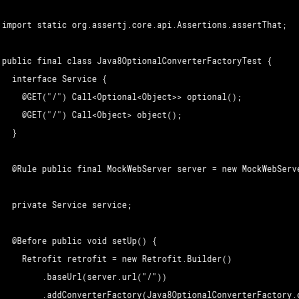 import static org.assertj.core.api.Assertions.assertThat;
public final class Java8OptionalConverterFactoryTest {
interface Service {
@GET("/") Call<Optional<Object>> optional();
@GET("/") Call<Object> object();
}
@Rule public final MockWebServer server = new MockWebServe
private Service service;
@Before public void setUp() {
Retrofit retrofit = new Retrofit.Builder()
.baseUrl(server.url("/"))
.addConverterFactory(Java8OptionalConverterFactory.c